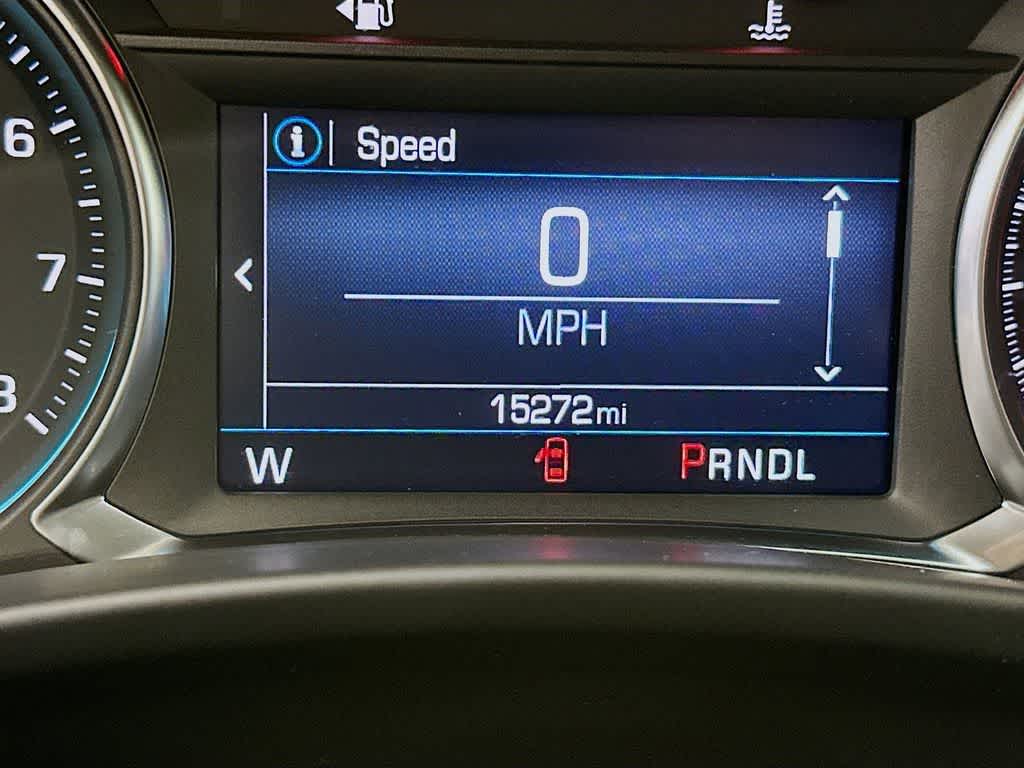 Speed
6
0
7
MPH
8
15272mi
W PRNDL